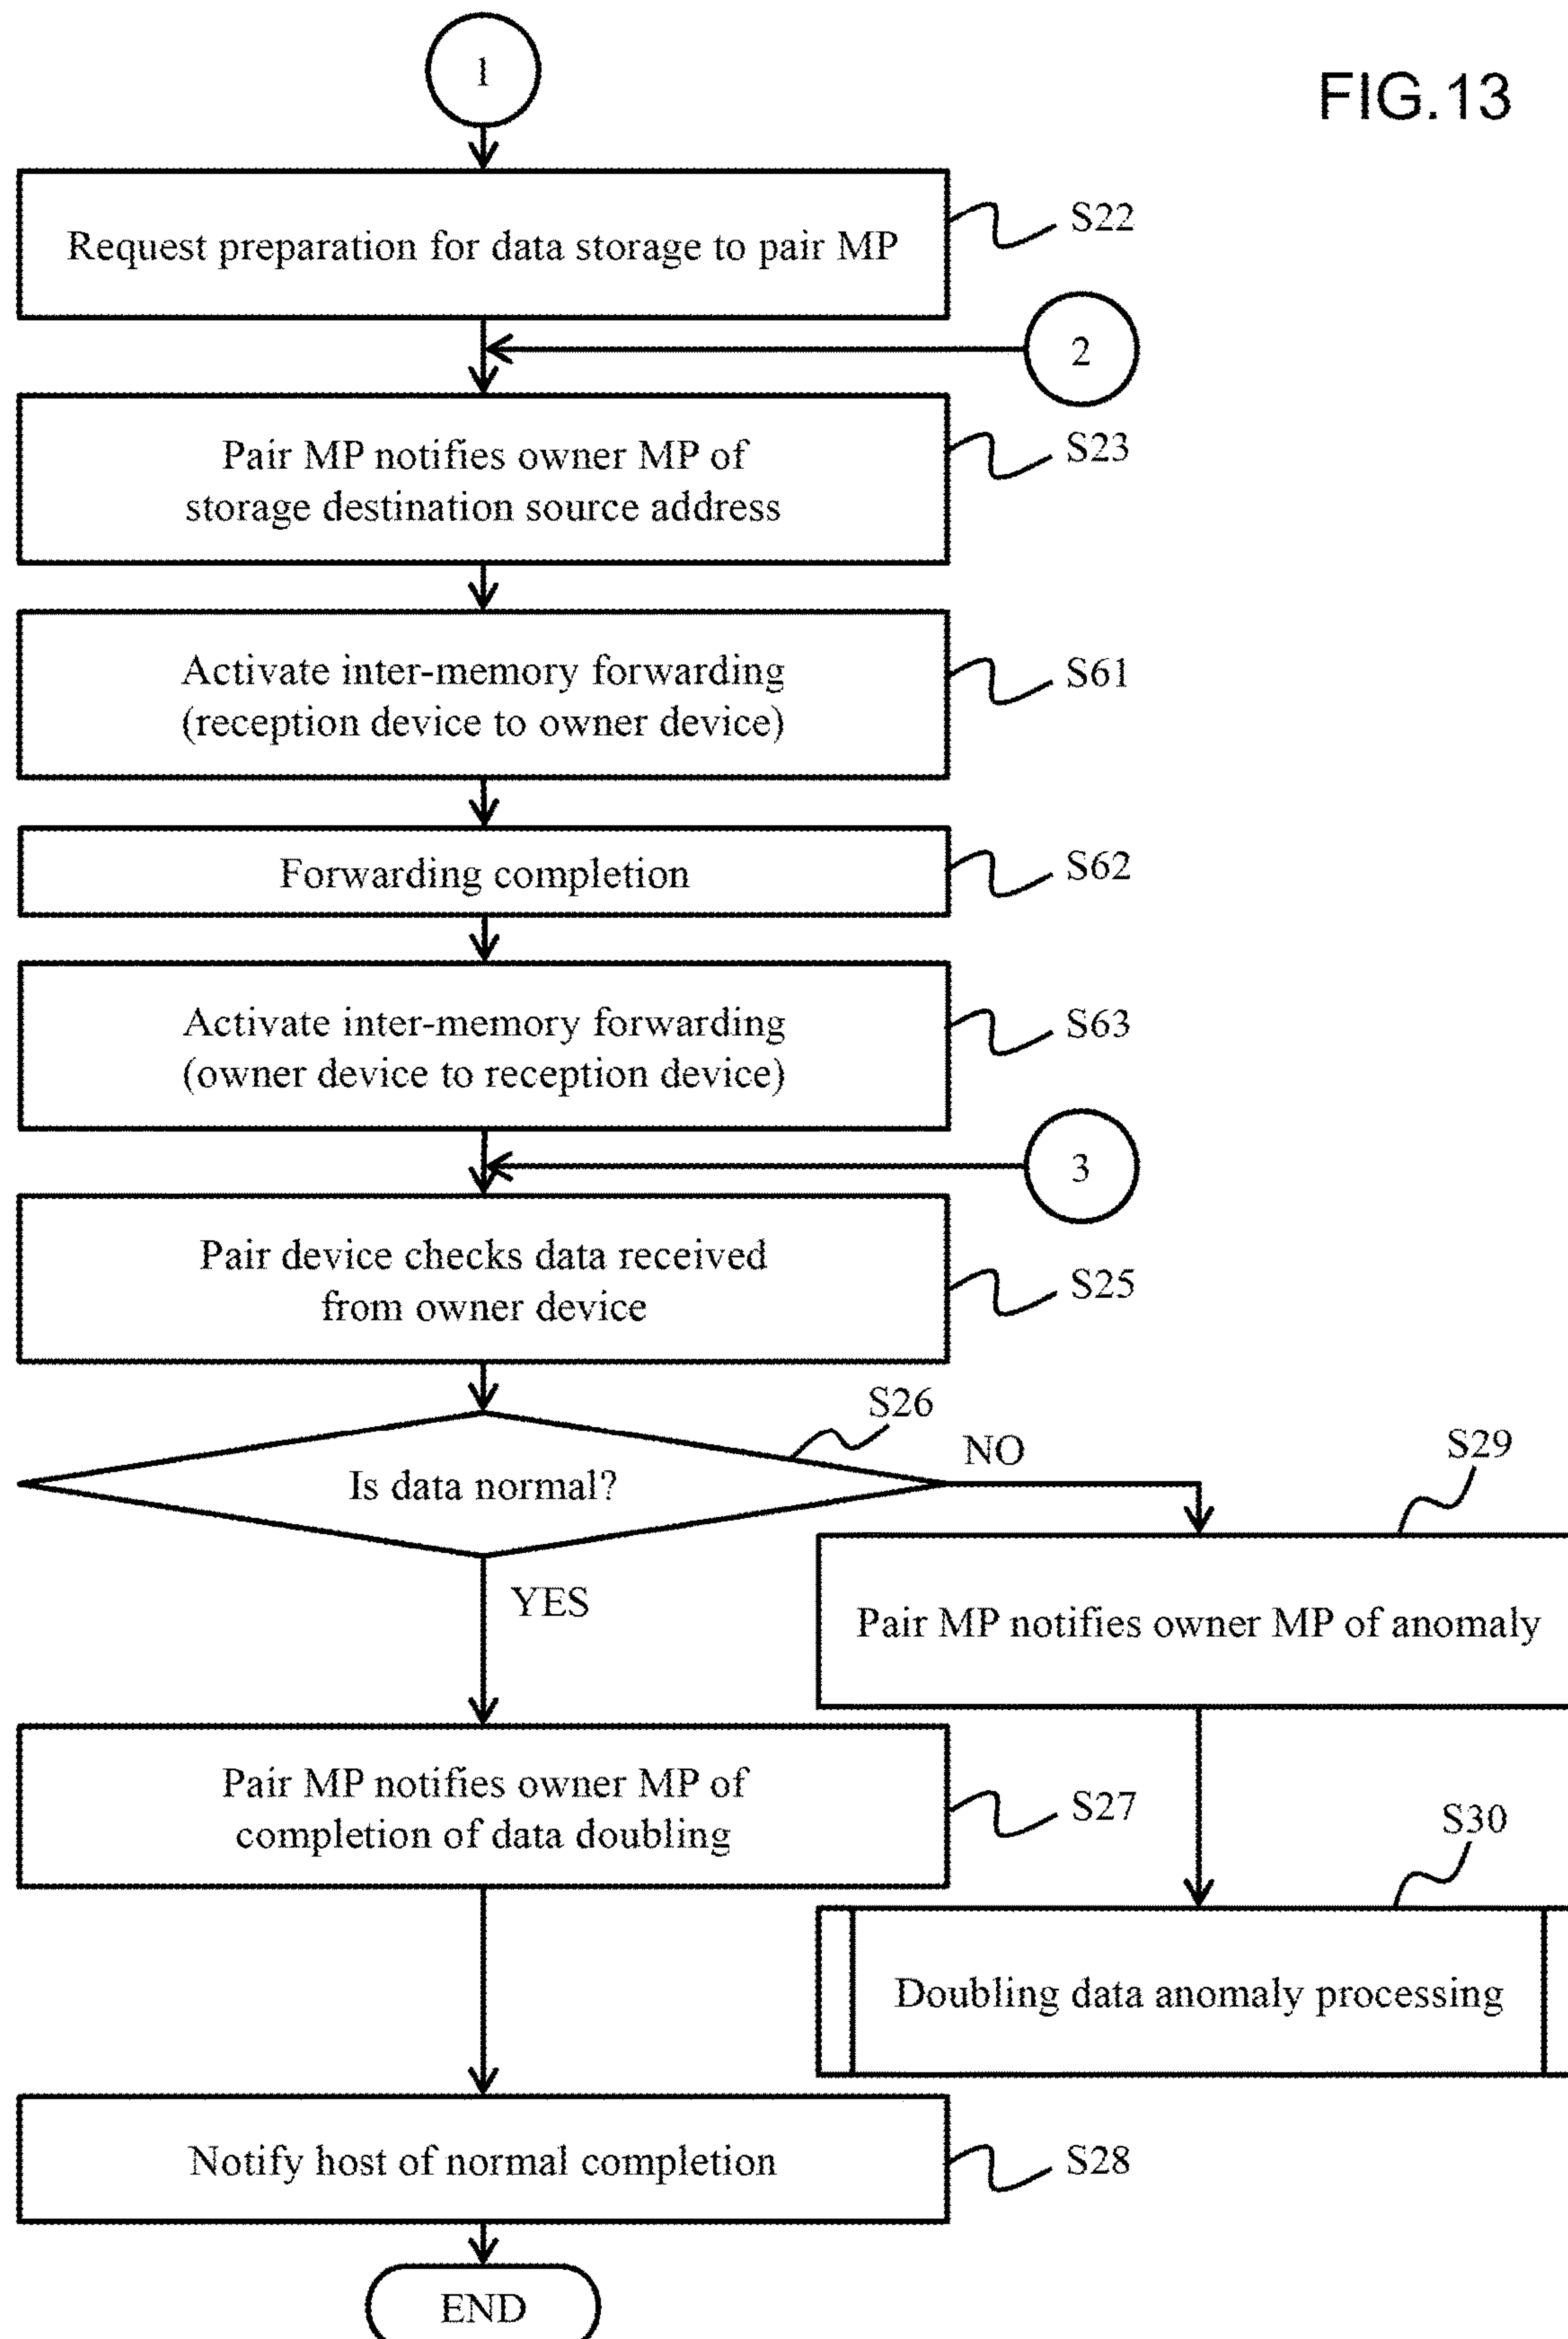 FIG.13
1
Request preparation for data storage to pair MP
S22
2
Pair MP notifies owner MP of
storage destination source address
S23
Activate inter-memory forwarding
(reception device to owner device)
S61
Forwarding completion
S62
Activate inter-memory forwarding
(owner device to reception device)
S63
3
Pair device checks data received
from owner device
S25
S26
Is data normal?
NO
YES
S29
Pair MP notifies owner MP of anomaly
Pair MP notifies owner MP of
completion of data doubling
S27
S30
Doubling data anomaly processing
Notify host of normal completion
S28
END